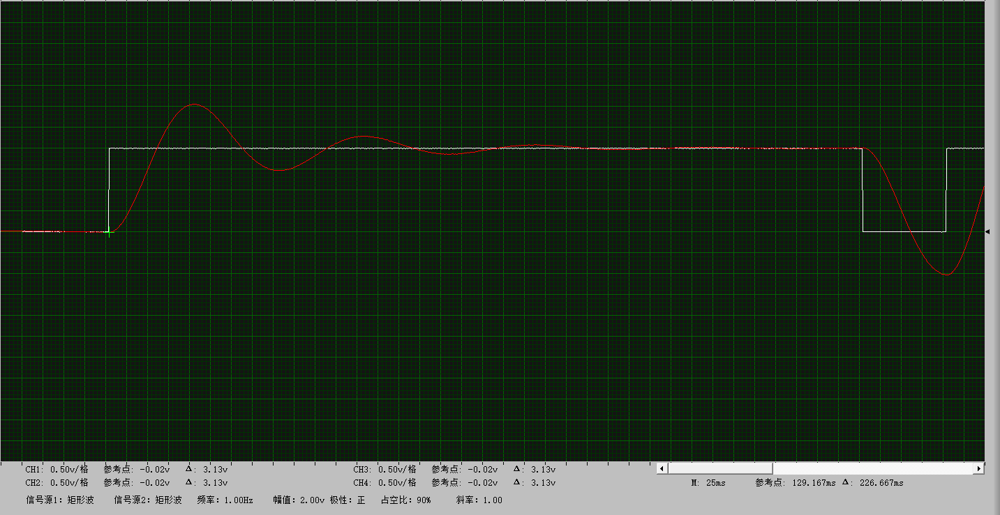 CH1: 0.50v/格 参考点: -0.02v Δ: 3.13v CH3: 0.50v/格 参考点: -0.02v Δ: 3.13v
CH2: 0.50v/格 参考点: -0.02v Δ: 3.13v CH4: 0.50v/格 参考点: -0.02v Δ: 3.13v M: 25ms 参考点: 129.167ms Δ: 226.667ms
信号源1: 矩形波 信号源2: 矩形波 频率: 1.00Hz 幅值: 2.00v 极性: 正 占空比: 90% 斜率: 1.00